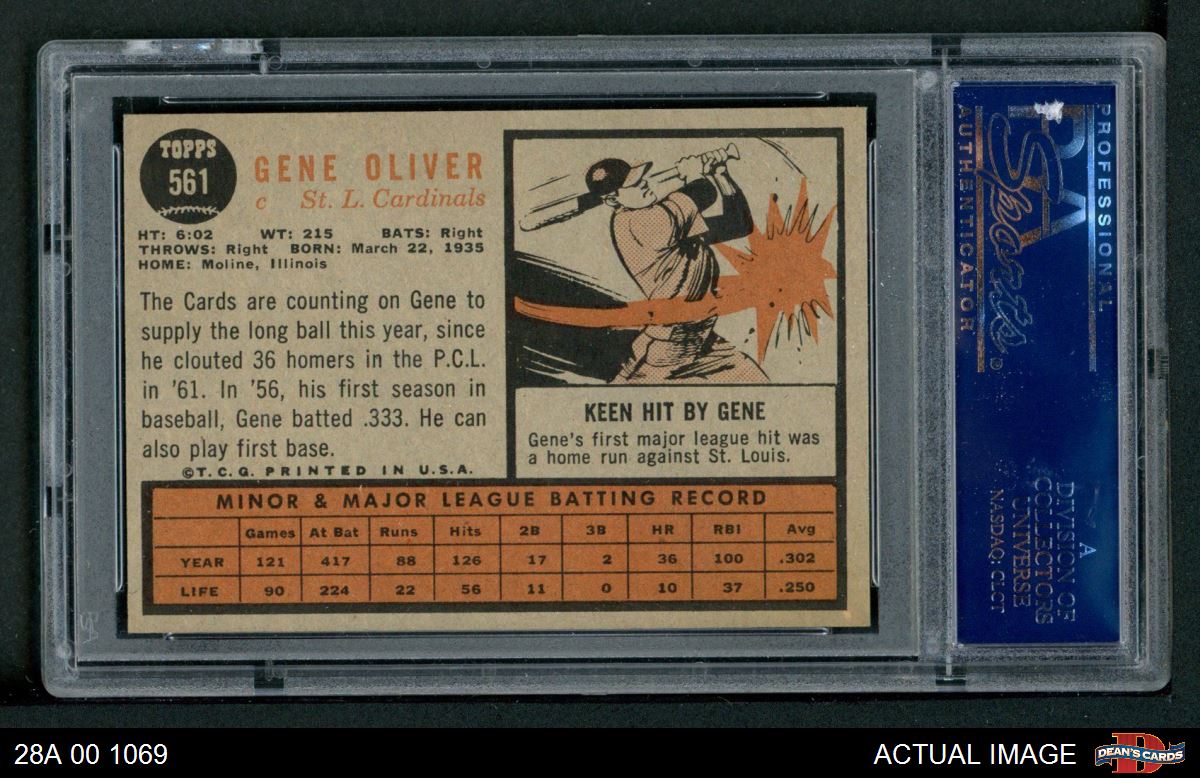 TOPPS
561
GENE OLIVER
c St. L. Cardinals
HT: 6:02 WT: 215 BATS: Right
THROWS: Right BORN: March 22, 1935
HOME: Moline, Illinois
The Cards are counting on Gene to
supply the long ball this year, since
he clouted 36 homers in the P.C.L.
in '61. In '56, his first season in
baseball, Gene batted .333. He can
also play first base.
©T.C.G. PRINTED IN U.S.A.
KEEN HIT BY GENE
Gene's first major league hit was
a home run against St. Louis.
MINOR & MAJOR LEAGUE BATTING RECORD
Games At Bat Runs Hits 2B 3B HR RBI Avg
YEAR 121 417 88 126 17 2 36 100 .302
LIFE 90 224 22 56 11 0 10 37 .250
PROFESSIONAL
PSA
Sports
®
AUTHENTICATOR
A
DIVISION OF
COLLECTORS
UNIVERSE
NASDAQ: CLCT
28A 00 1069
ACTUAL IMAGE
DEAN'S CARDS